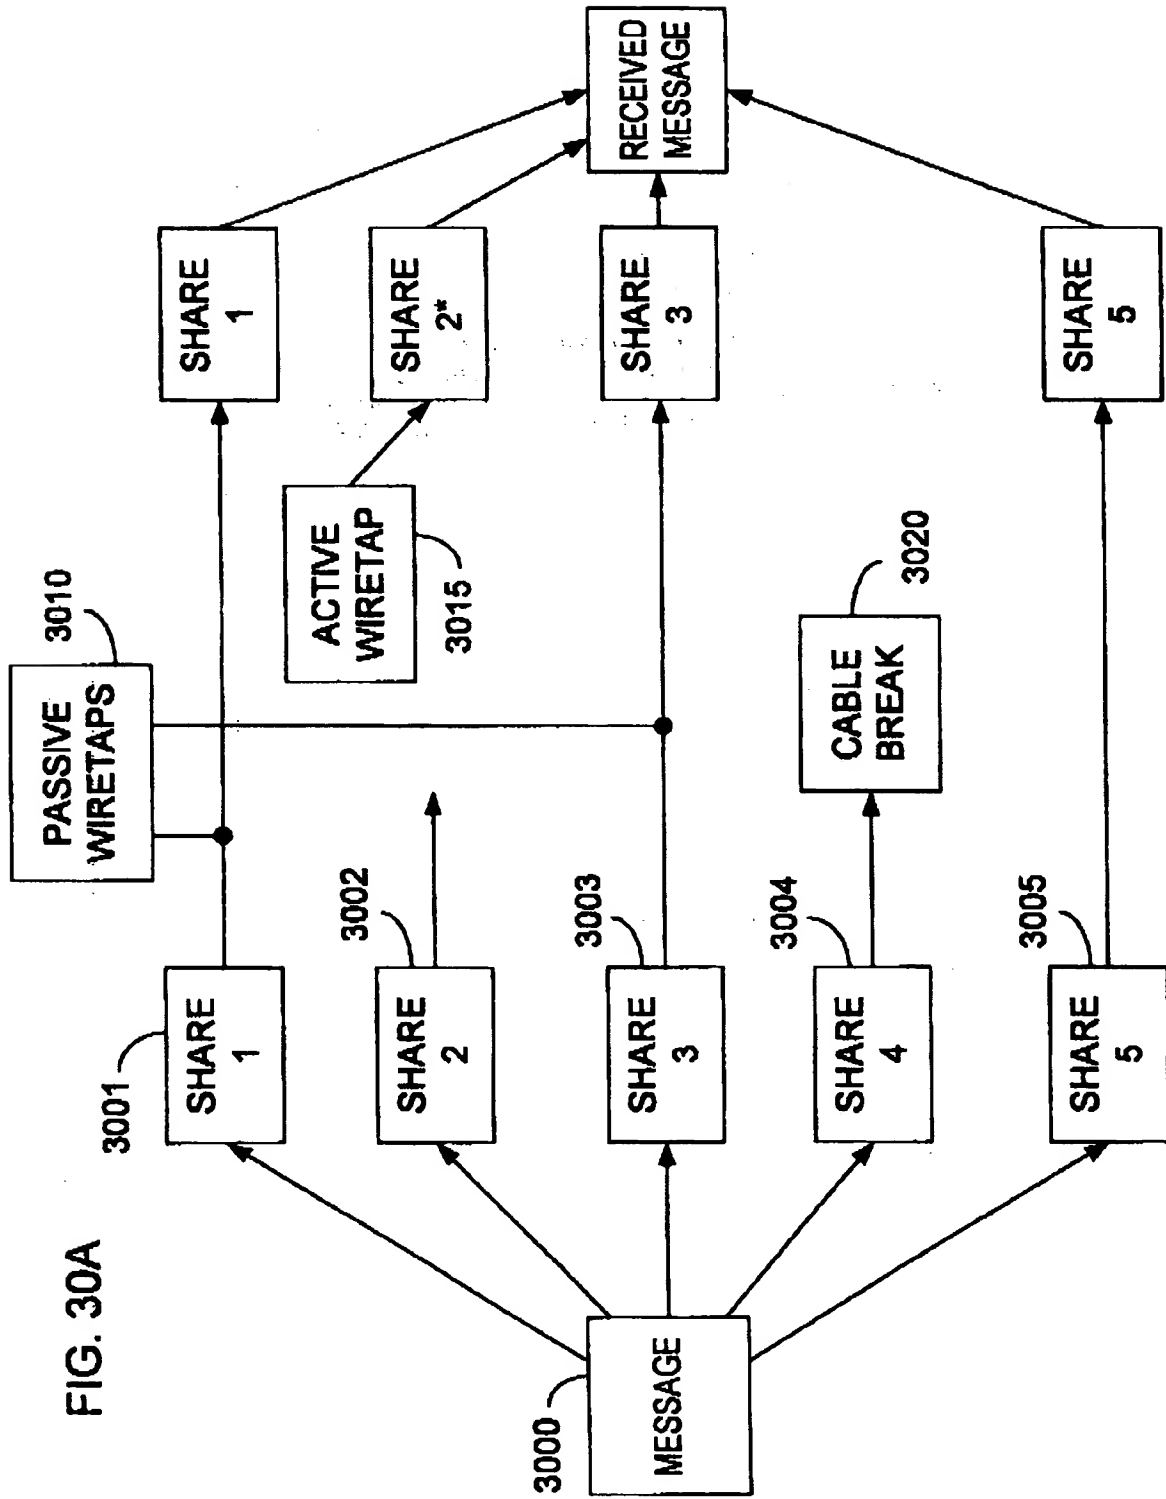 FIG. 30A
3000
MESSAGE
3001
SHARE
1
3002
SHARE
2
3003
SHARE
3
3004
SHARE
4
3005
SHARE
5
3010
PASSIVE
WIRETAPS
3015
ACTIVE
WIRETAP
3020
CABLE
BREAK
SHARE
1
SHARE
2*
SHARE
3
SHARE
5
RECEIVED
MESSAGE